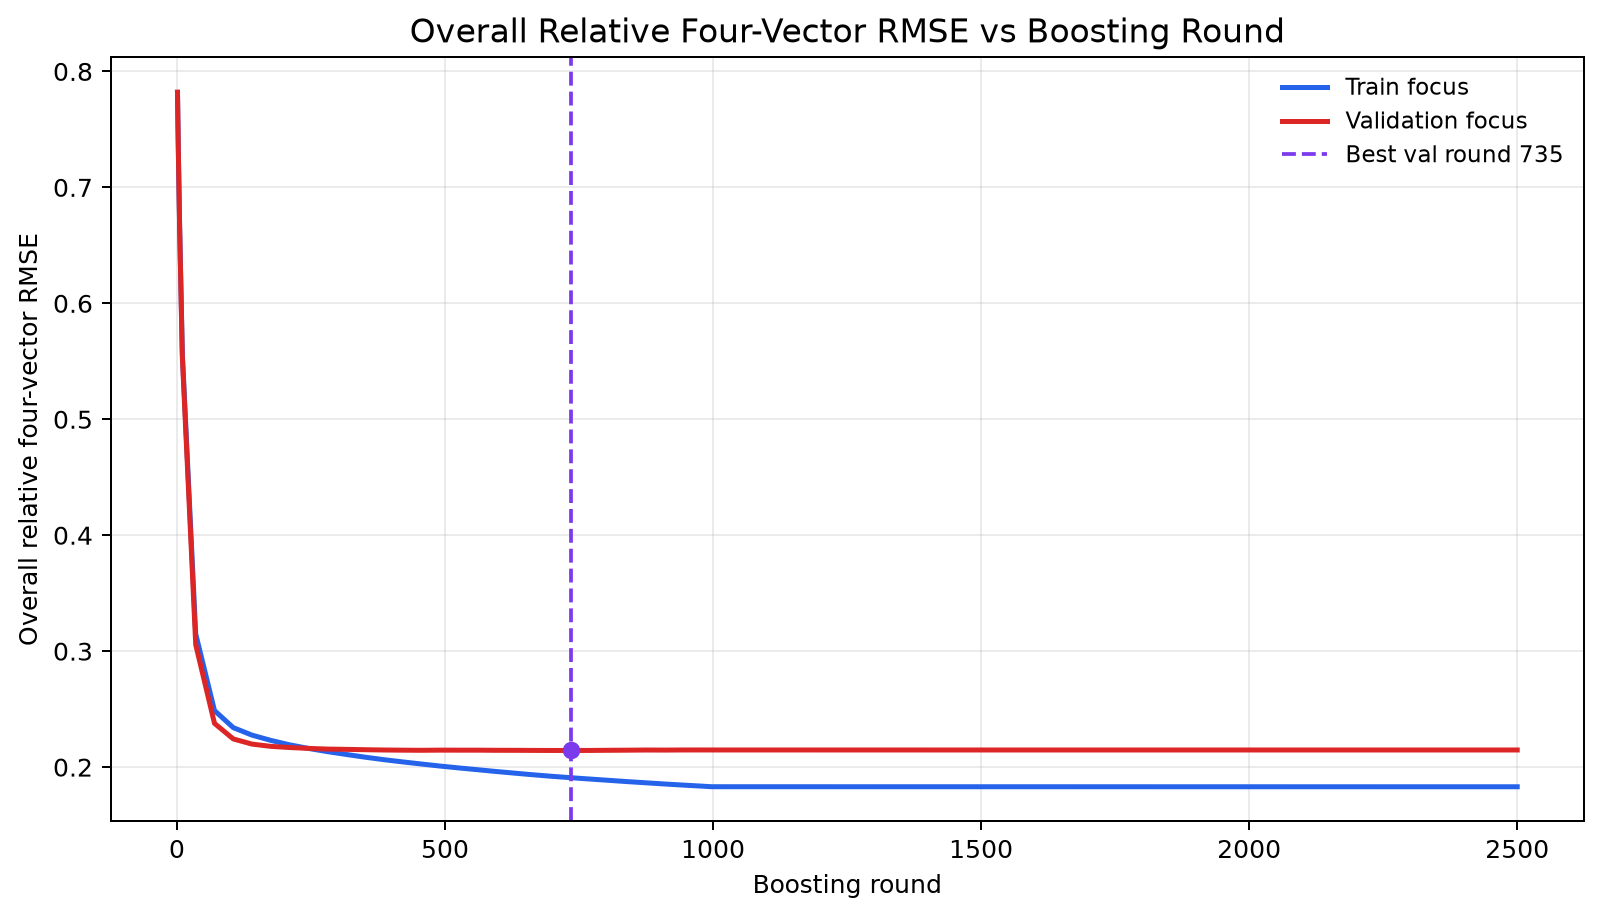 Overall Relative Four-Vector RMSE vs Boosting Round
Overall relative four-vector RMSE
0.8
0.7
0.6
0.5
0.4
0.3
0.2
Train focus
Validation focus
Best val round 735
0 500 1000 1500 2000 2500
Boosting round